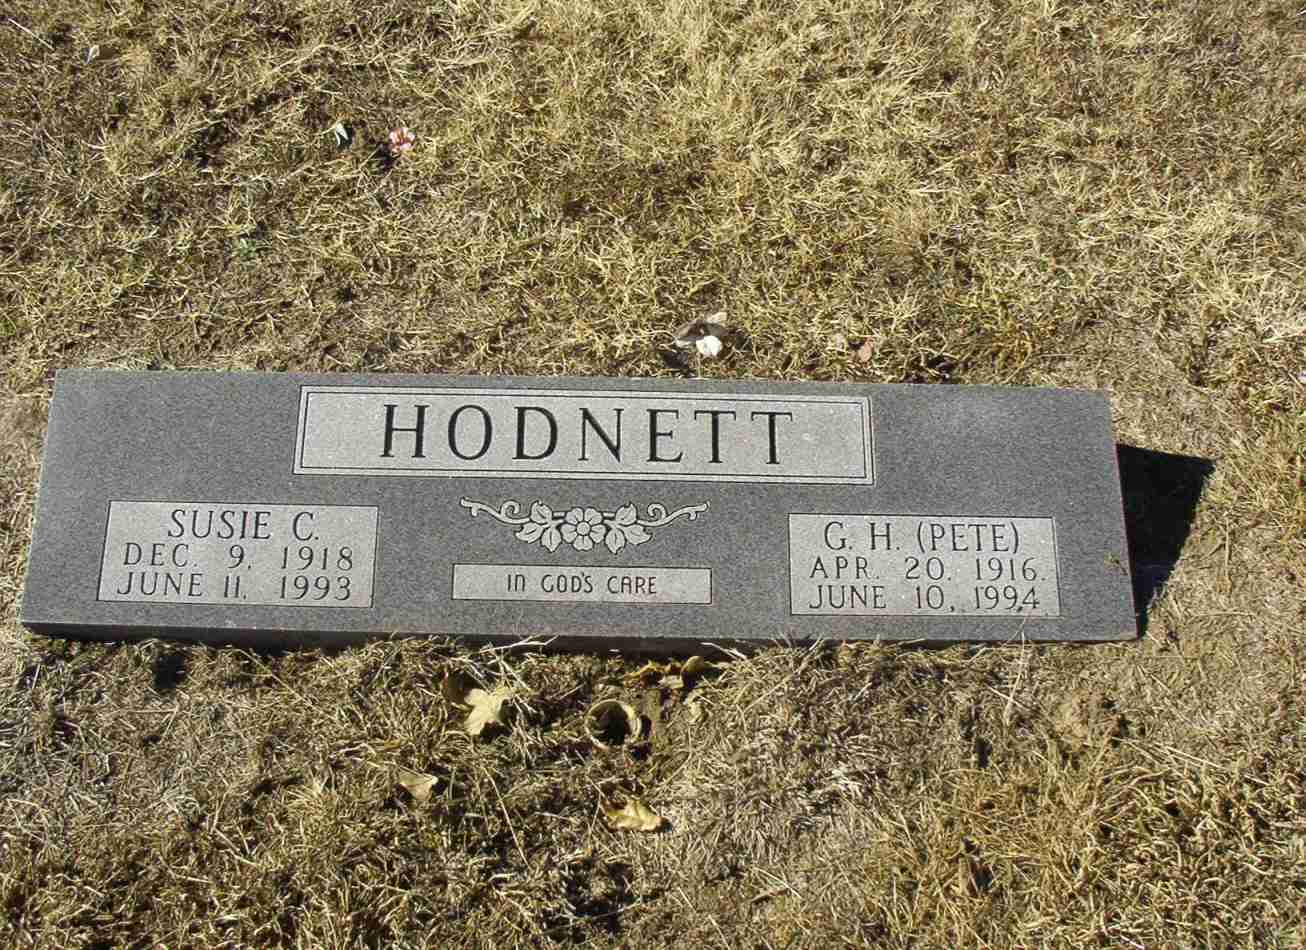 HODNETT
SUSIE C.
DEC. 9, 1918
JUNE 11, 1993
IN GOD'S CARE
G. H. (PETE)
APR. 20, 1916
JUNE 10, 1994